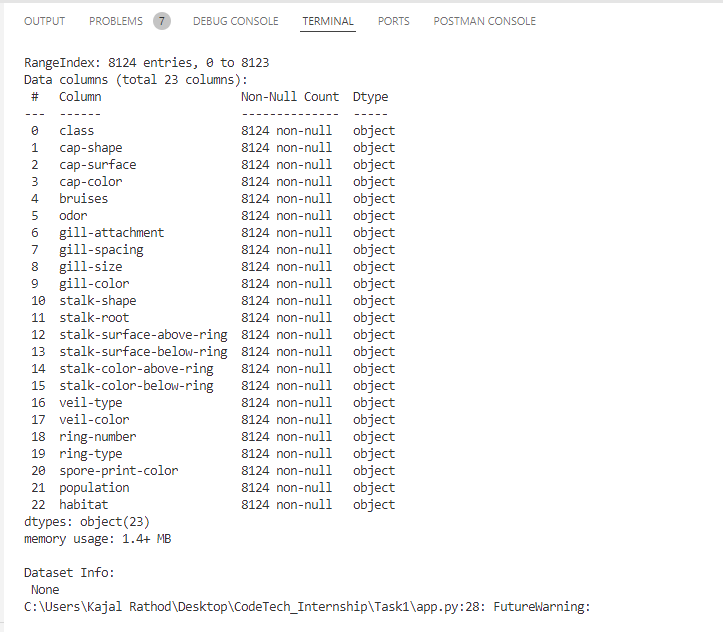 OUTPUT PROBLEMS 7 DEBUG CONSOLE TERMINAL PORTS POSTMAN CONSOLE
RangeIndex: 8124 entries, 0 to 8123
Data columns (total 23 columns):
 #   Column                    Non-Null Count  Dtype
---  ------                    --------------  -----
 0   class                     8124 non-null   object
 1   cap-shape                 8124 non-null   object
 2   cap-surface               8124 non-null   object
 3   cap-color                 8124 non-null   object
 4   bruises                   8124 non-null   object
 5   odor                      8124 non-null   object
 6   gill-attachment           8124 non-null   object
 7   gill-spacing              8124 non-null   object
 8   gill-size                 8124 non-null   object
 9   gill-color                8124 non-null   object
 10  stalk-shape               8124 non-null   object
 11  stalk-root                8124 non-null   object
 12  stalk-surface-above-ring  8124 non-null   object
 13  stalk-surface-below-ring  8124 non-null   object
 14  stalk-color-above-ring    8124 non-null   object
 15  stalk-color-below-ring    8124 non-null   object
 16  veil-type                 8124 non-null   object
 17  veil-color                8124 non-null   object
 18  ring-number               8124 non-null   object
 19  ring-type                 8124 non-null   object
 20  spore-print-color         8124 non-null   object
 21  population                8124 non-null   object
 22  habitat                   8124 non-null   object
dtypes: object(23)
memory usage: 1.4+ MB
Dataset Info:
 None
C:\Users\Kajal Rathod\Desktop\CodeTech_Internship\Task1\app.py:28: FutureWarning: